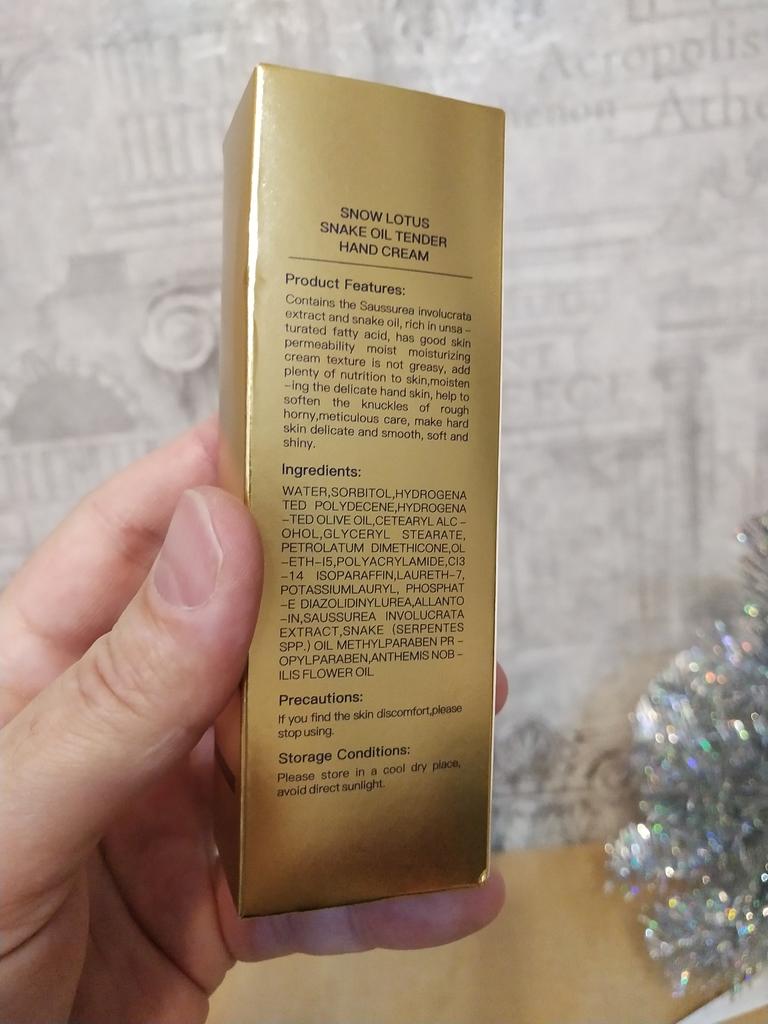 Acropolis
Athe
SNOW LOTUS
SNAKE OIL TENDER
HAND CREAM
Product Features:
Contains the Saussurea involucrata
extract and snake oil, rich in unsa –
turated fatty acid, has good skin
permeability moist moisturizing
cream texture is not greasy, add
plenty of nutrition to skin,moisten
–ing the delicate hand skin, help to
soften the knuckles of rough
horny,meticulous care, make hard
skin delicate and smooth, soft and
shiny.
Ingredients:
WATER,SORBITOL,HYDROGENA
TED POLYDECENE,HYDROGENA
–TED OLIVE OIL,CETEARYL ALC –
OHOL,GLYCERYL STEARATE,
PETROLATUM DIMETHICONE,OL
–ETH–I5,POLYACRYLAMIDE,CI3
–14 ISOPARAFFIN,LAURETH–7,
POTASSIUMLAURYL, PHOSPHAT
–E DIAZOLIDINYLUREA,ALLANTO
–IN,SAUSSUREA INVOLUCRATA
EXTRACT,SNAKE (SERPENTES
SPP.) OIL METHYLPARABEN PR –
OPYLPARABEN,ANTHEMIS NOB –
ILIS FLOWER OIL
Precautions:
If you find the skin discomfort,please
stop using.
Storage Conditions:
Please store in a cool dry place,
avoid direct sunlight.